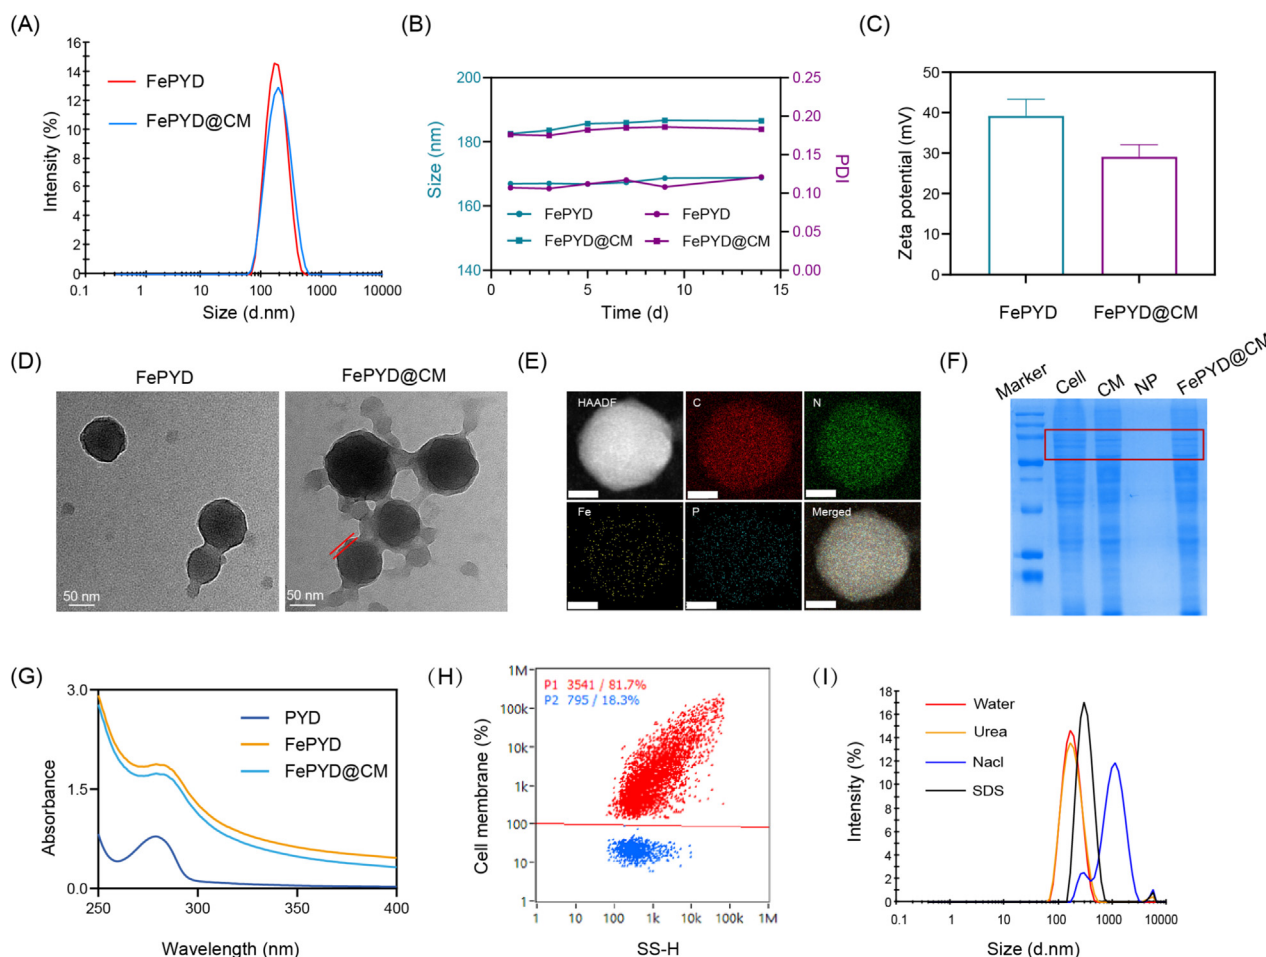 (A)
16
14
12
10
8
6
4
2
0
0.1
1
10
100
1000
10000
Intensity (%)
Size (d.nm)
FePYD
FePYD@CM
(B)
200
180
160
140
0.25
0.20
0.15
0.10
0.05
0.00
0
5
10
15
Size (nm)
PDI
Time (d)
FePYD
FePYD
FePYD@CM
FePYD@CM
(C)
50
40
30
20
10
0
Zeta potential (mV)
FePYD
FePYD@CM
(D)
FePYD
FePYD@CM
50 nm
50 nm
(E)
HAADF
C
N
Fe
P
Merged
(F)
Marker
Cell
CM
NP
FePYD@CM
(G)
3.0
1.5
0.0
250
300
350
400
Absorbance
Wavelength (nm)
PYD
FePYD
FePYD@CM
(H)
P1 3541 / 81.7%
P2 795 / 18.3%
1M
100k
10k
1k
100
10
1
1
10
100
1k
10k
100k
1M
Cell membrane (%)
SS-H
(I)
18
16
14
12
10
8
6
4
2
0
0.1
1
10
100
1000
10000
Intensity (%)
Size (d.nm)
Water
Urea
Nacl
SDS